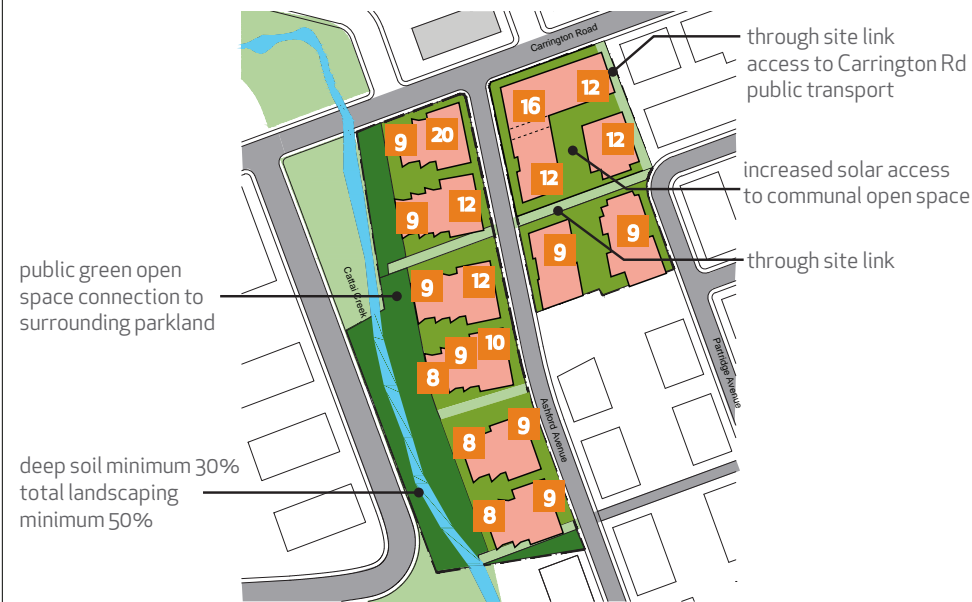 Carrington Road
through site link
access to Carrington Rd
public transport
16
12
12
12
increased solar access
to communal open space
9
20
9
12
9
9
through site link
public green open
space connection to
surrounding parkland
Cattai Creek
9
12
9
10
8
Partridge Avenue
Ashford Avenue
8
9
deep soil minimum 30%
total landscaping
minimum 50%
8
9